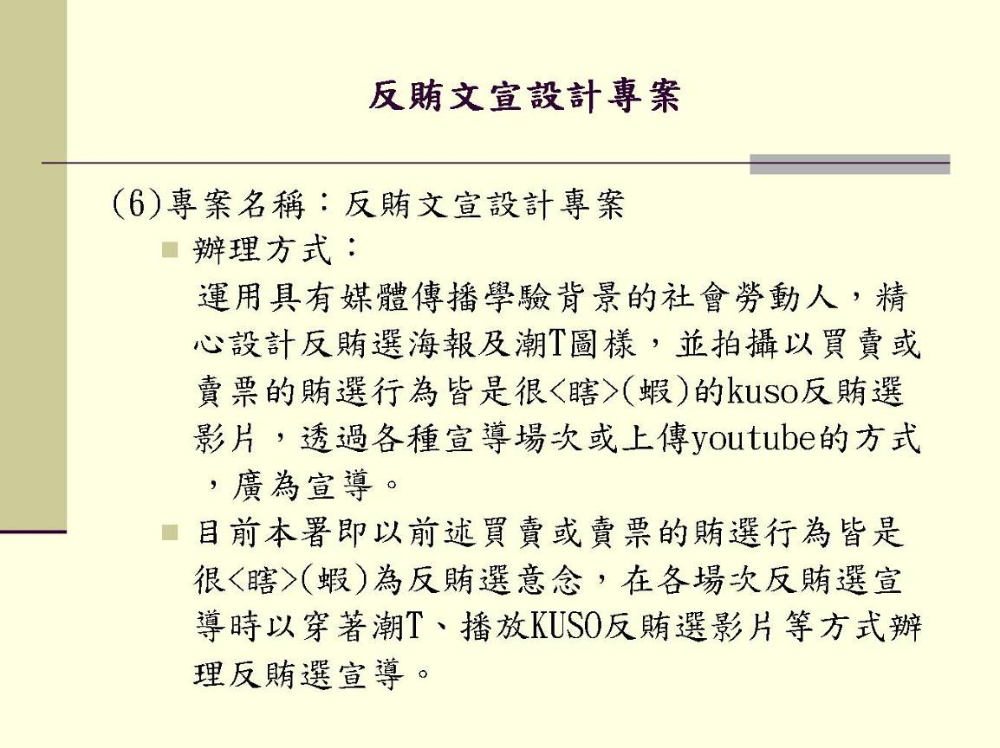 反賄文宣設計專案
(6)專案名稱：反賄文宣設計專案
辦理方式：
運用具有媒體傳播學驗背景的社會勞動人，精
心設計反賄選海報及潮T圖樣，並拍攝以買賣或
賣票的賄選行為皆是很<瞎>(蝦)的kuso反賄選
影片，透過各種宣導場次或上傳youtube的方式
，廣為宣導。
目前本署即以前述買賣或賣票的賄選行為皆是
很<瞎>(蝦)為反賄選意念，在各場次反賄選宣
導時以穿著潮T、播放KUSO反賄選影片等方式辦
理反賄選宣導。